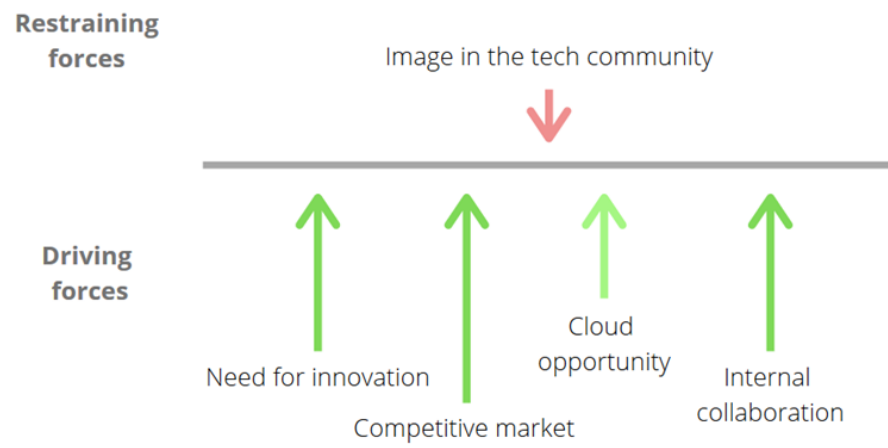 Restraining
forces
Image in the tech community
Driving
forces
Need for innovation
Competitive market
Cloud
opportunity
Internal
collaboration